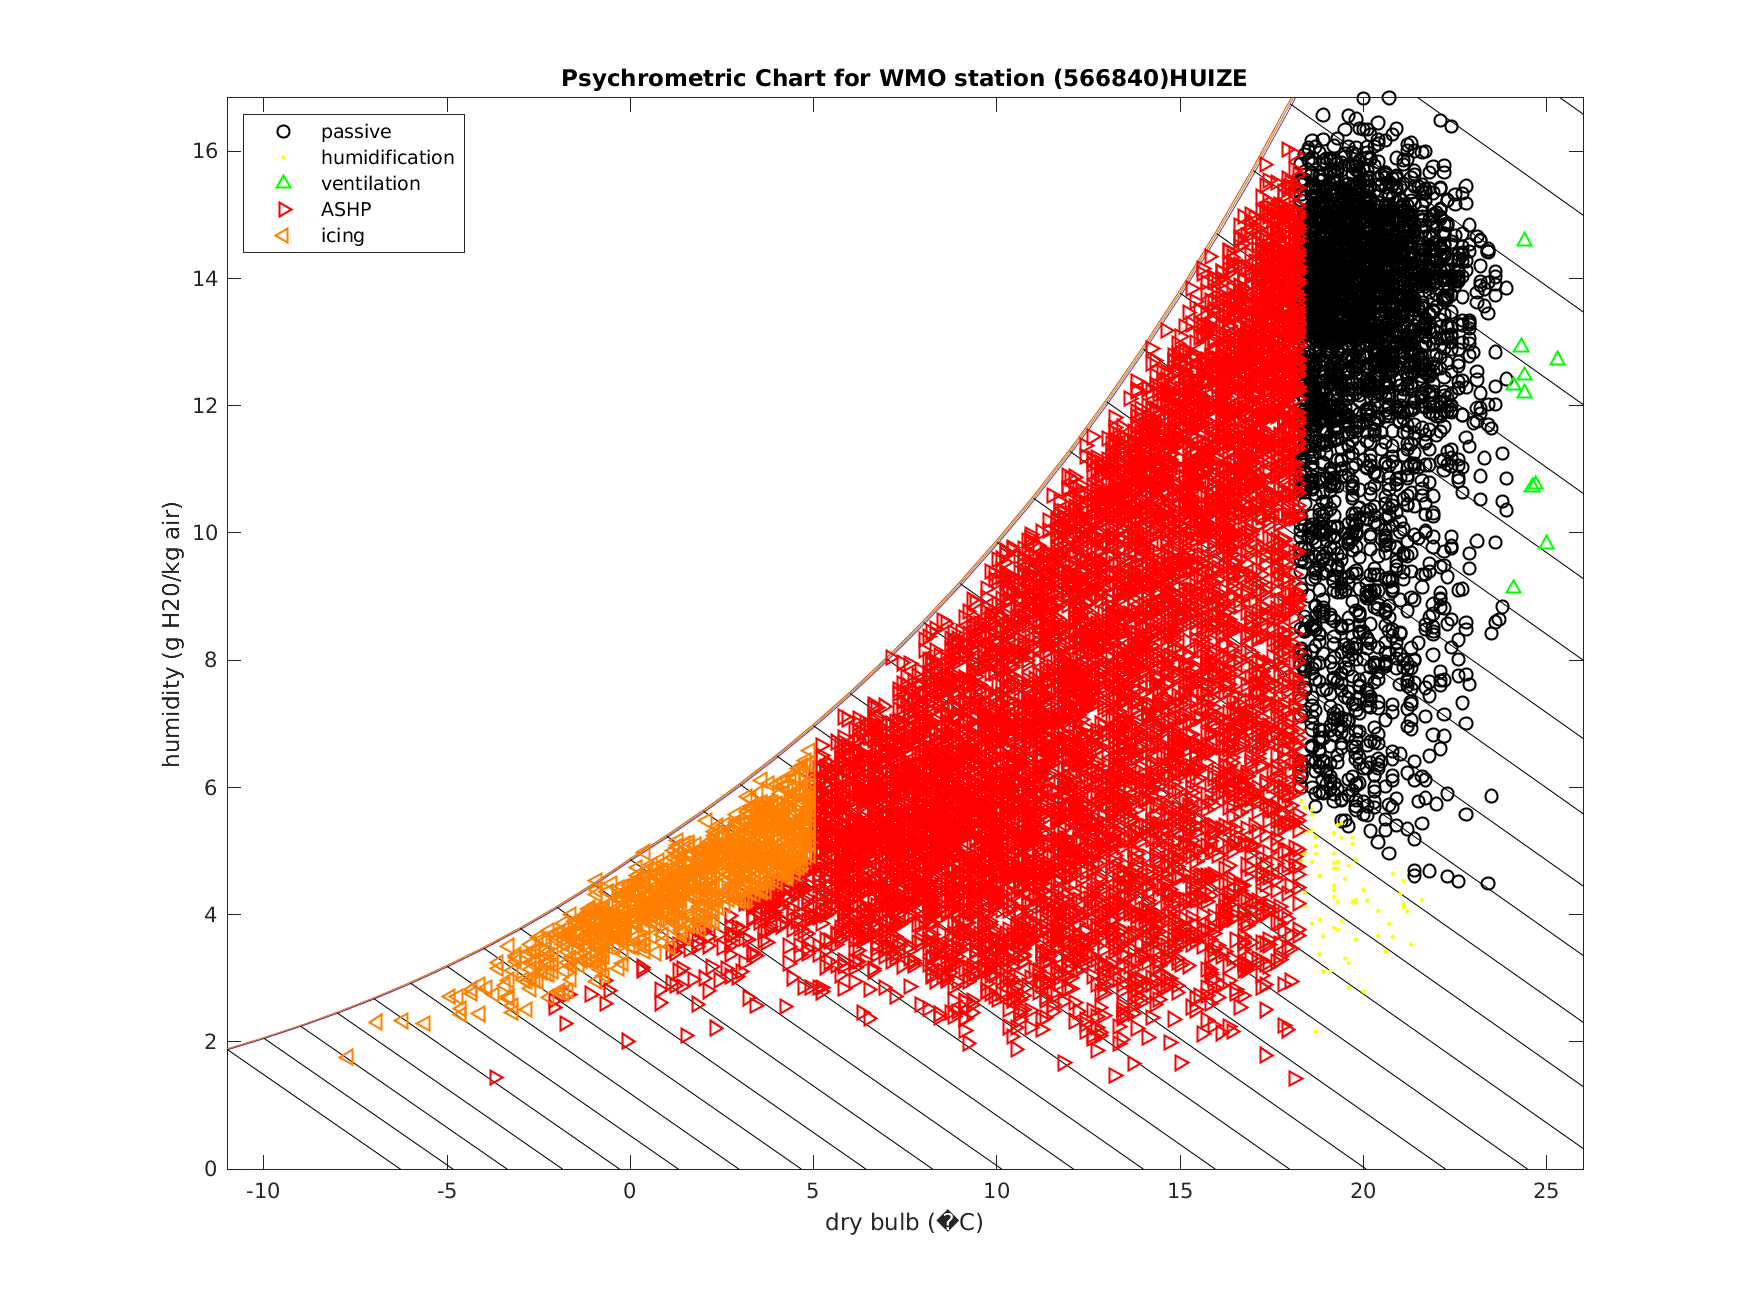 Psychrometric Chart for WMO station (566840)HUIZE
passive
humidification
ventilation
ASHP
icing
humidity (g H20/kg air)
16
14
12
10
8
6
4
2
0
-10 -5 0 5 10 15 20 25
dry bulb (�C)